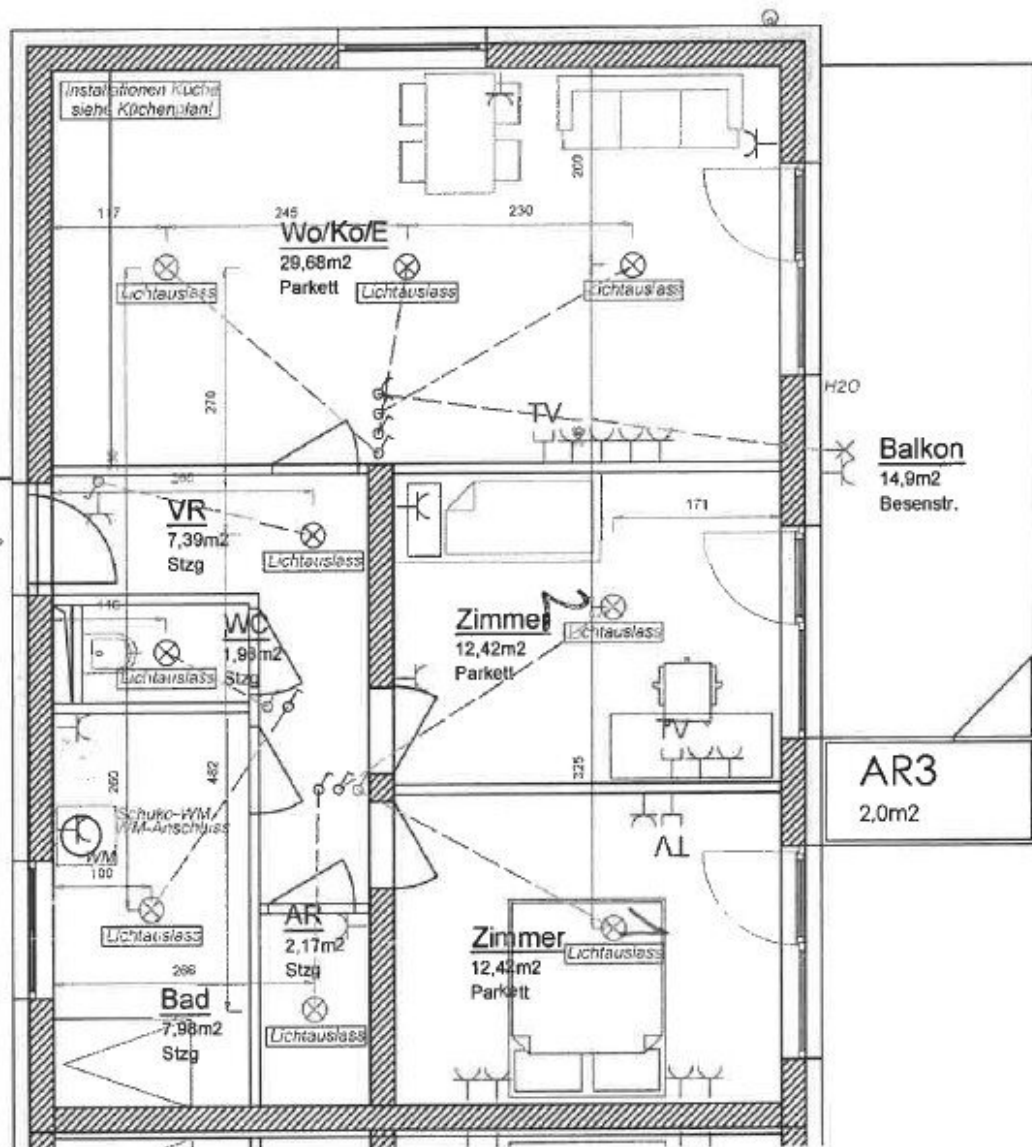 Installationen Küche
siehe Küchenplan!
200
117
245
230
Wo/Ko/E
29,68m2
Parkett
Lichtauslass
Lichtauslass
Lichtauslass
270
H2O
TV
Balkon
14,9m2
Besenstr.
VR
7,39m2
Stzg
Lichtauslass
171
Zimmer
12,42m2
Parkett
Lichtauslass
WC
1,96m2
Stzg
Lichtauslass
TV
325
260
482
Schuko-WM/
WM-Anschluss
WM
100
Lichtauslass
AR3
2,0m2
TV
AR
2,17m2
Stzg
Zimmer
12,42m2
Parkett
Lichtauslass
266
Bad
7,98m2
Stzg
Lichtauslass